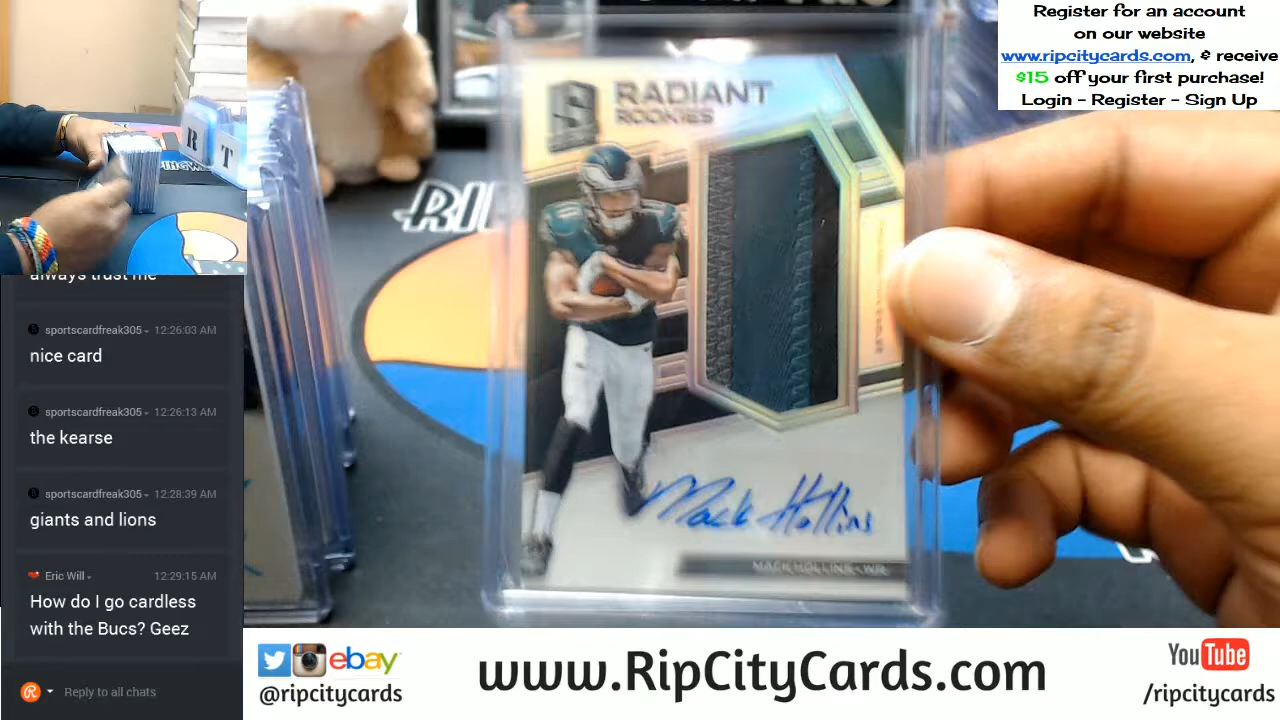 Register for an account
on our website
www.ripcitycards.com, & receive
$15 off your first purchase!
Login - Register - Sign Up
R T
RADIANT
ROOKIES
Mack Hollins
MACK HOLLINS • WR
always trust me
sportscardfreak305 12:26:03 AM
nice card
sportscardfreak305 12:26:13 AM
the kearse
sportscardfreak305 12:28:39 AM
giants and lions
Eric Will 12:29:15 AM
How do I go cardless
with the Bucs? Geez
Reply to all chats
ebay
@ripcitycards
www.RipCityCards.com
YouTube
/ripcitycards